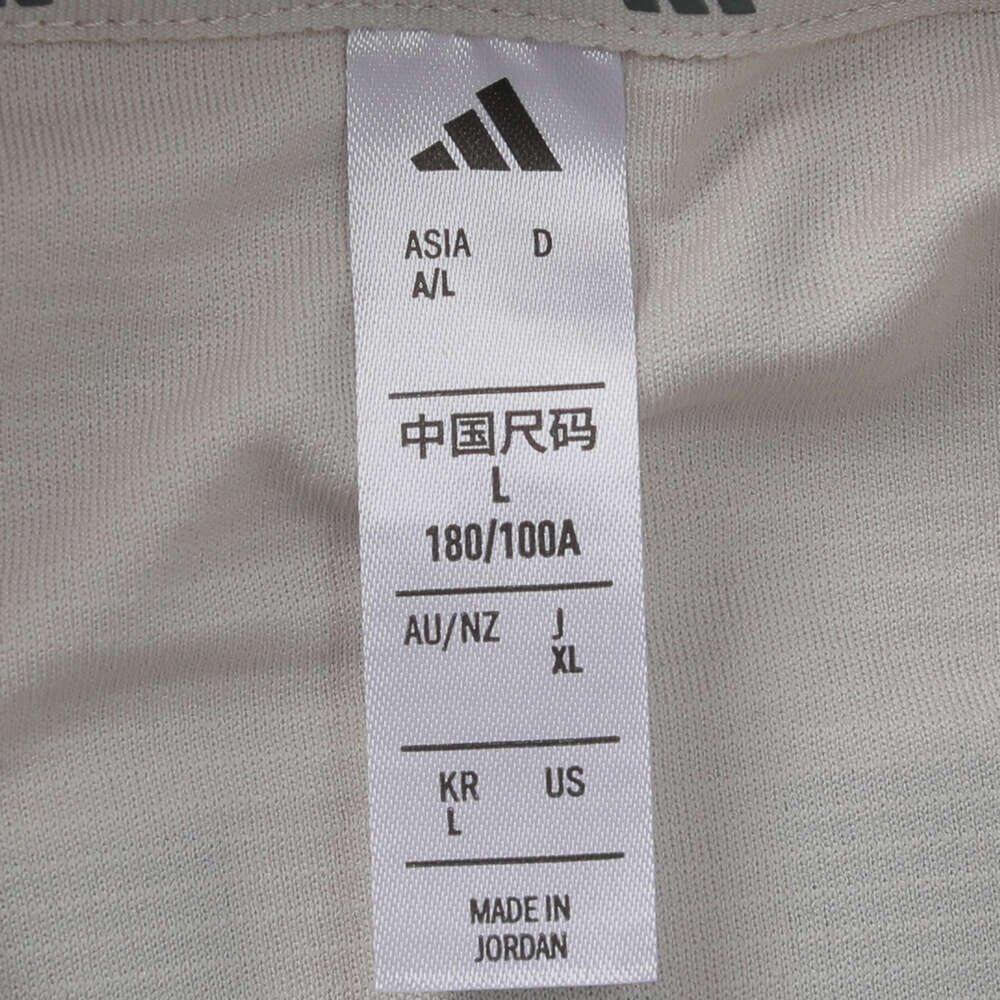 ASIA D
A/L
中国尺码
L
180/100A
AU/NZ J
XL
KR US
L
MADE IN
JORDAN